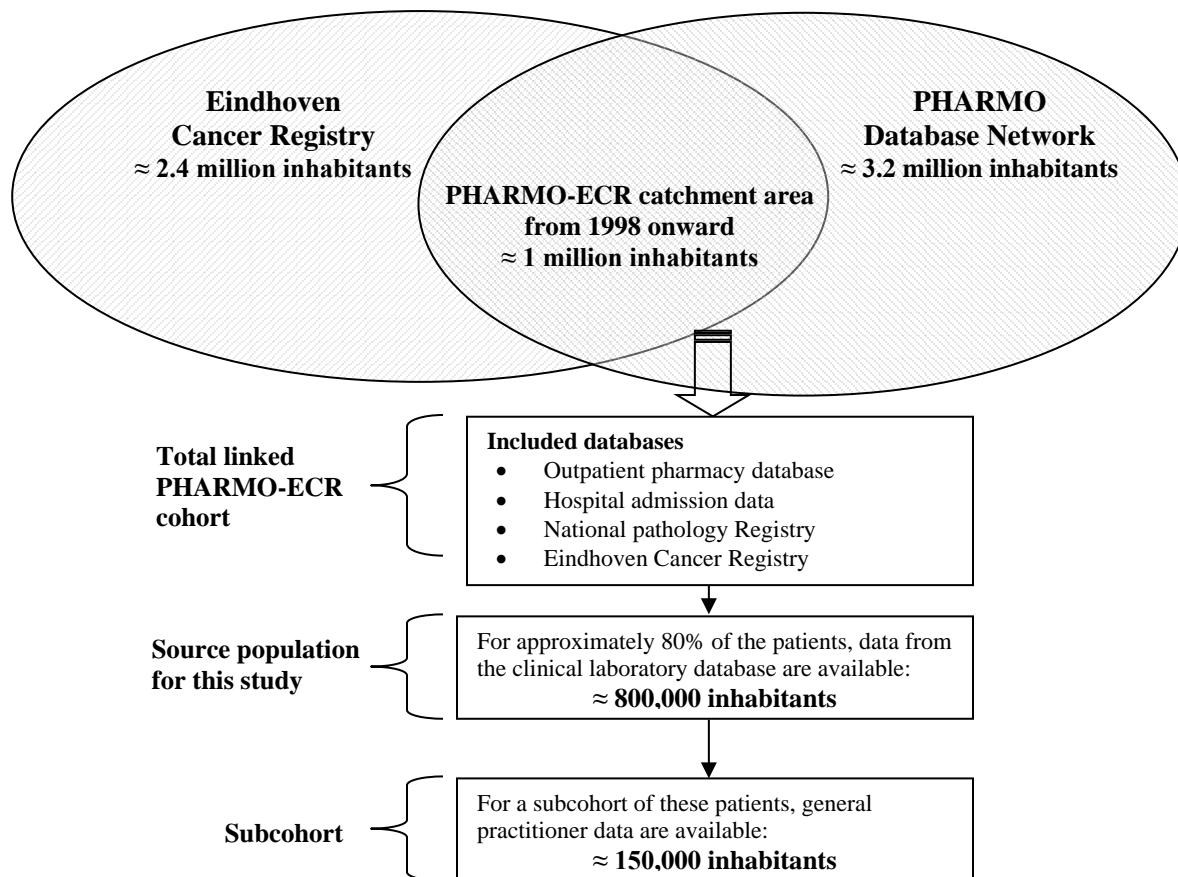 Eindhoven
Cancer Registry
≈ 2.4 million inhabitants
PHARMO
Database Network
≈ 3.2 million inhabitants
PHARMO-ECR catchment area
from 1998 onward
≈ 1 million inhabitants
Total linked
PHARMO-ECR
cohort
Included databases
• Outpatient pharmacy database
• Hospital admission data
• National pathology Registry
• Eindhoven Cancer Registry
Source population
for this study
For approximately 80% of the patients, data from
the clinical laboratory database are available:
≈ 800,000 inhabitants
Subcohort
For a subcohort of these patients, general
practitioner data are available:
≈ 150,000 inhabitants